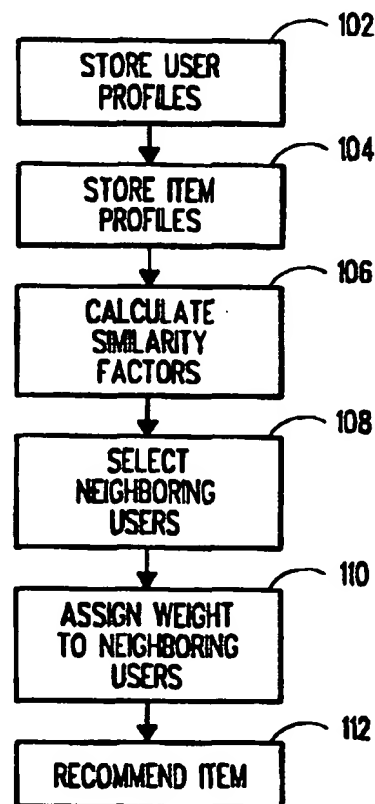 102
STORE USER
PROFILES
104
STORE ITEM
PROFILES
106
CALCULATE
SIMILARITY
FACTORS
108
SELECT
NEIGHBORING
USERS
110
ASSIGN WEIGHT
TO NEIGHBORING
USERS
112
RECOMMEND ITEM